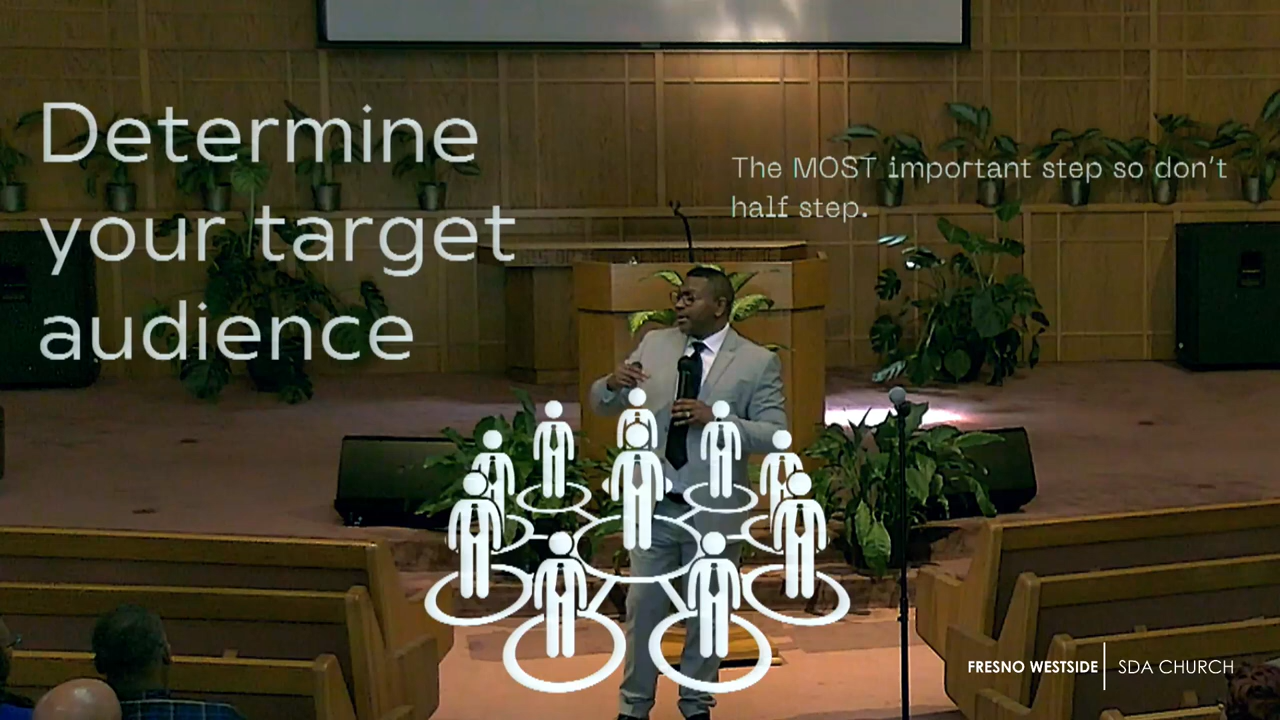 Determine
your target
audience
The MOST important step so don't
half step.
FRESNO WESTSIDE | SDA CHURCH